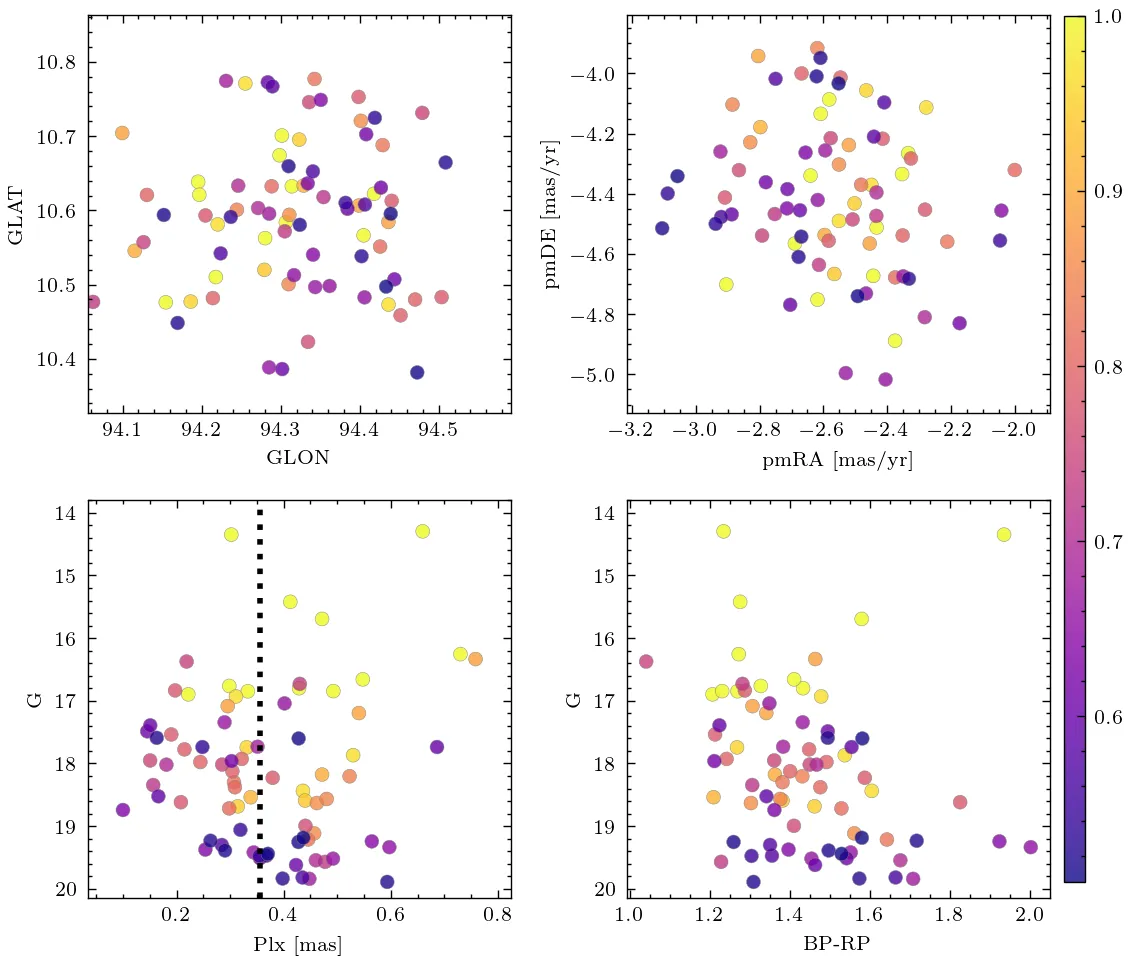 10.8
10.7
10.6
10.5
10.4
GLAT
94.1 94.2 94.3 94.4 94.5
GLON
−4.0
−4.2
−4.4
−4.6
−4.8
−5.0
pmDE [mas/yr]
−3.2 −3.0 −2.8 −2.6 −2.4 −2.2 −2.0
pmRA [mas/yr]
14
15
16
17
18
19
20
G
0.2 0.4 0.6 0.8
Plx [mas]
14
15
16
17
18
19
20
G
1.0 1.2 1.4 1.6 1.8 2.0
BP-RP
1.0
0.9
0.8
0.7
0.6